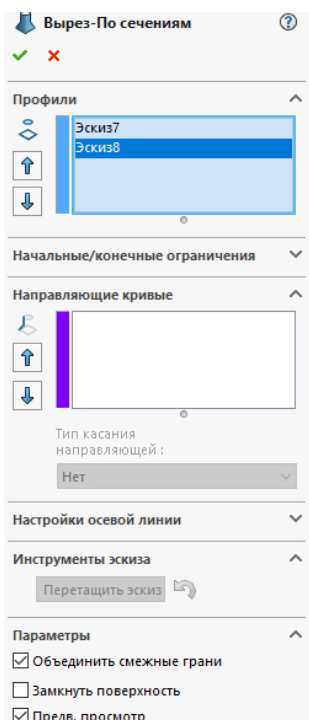 Вырез-По сечениям
Профили
Эскиз7
Эскиз8
Начальные/конечные ограничения
Направляющие кривые
Тип касания
направляющей :
Нет
Настройки осевой линии
Инструменты эскиза
Перетащить эскиз
Параметры
Объединить смежные грани
Замкнуть поверхность
Предв. просмотр